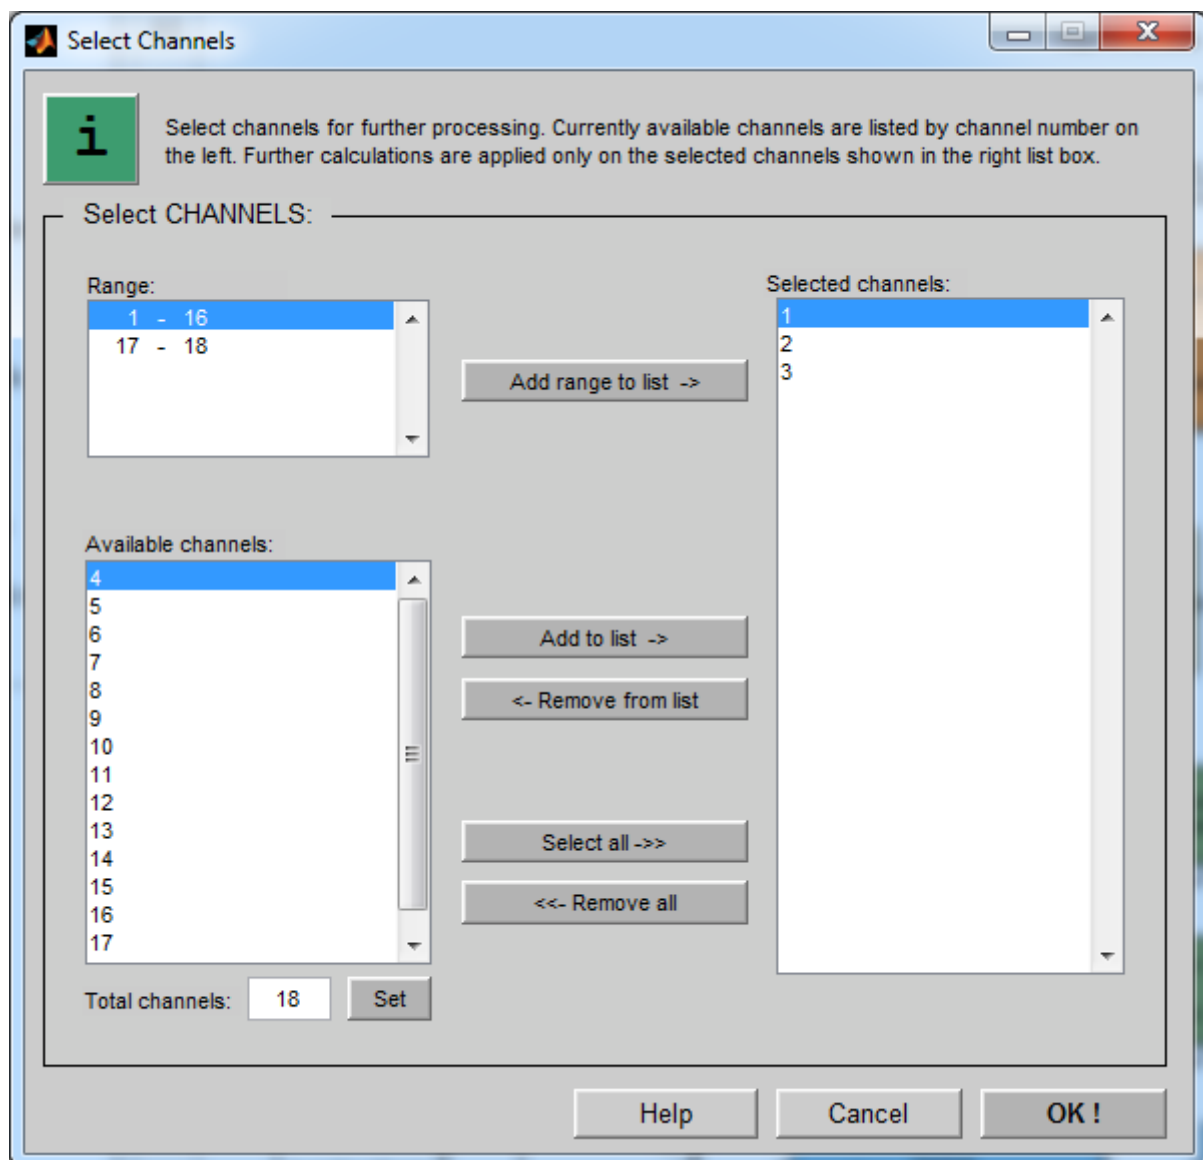 Select Channels
i
Select channels for further processing. Currently available channels are listed by channel number on
the left. Further calculations are applied only on the selected channels shown in the right list box.
Select CHANNELS:
Range:
1 - 16
17 - 18
Add range to list ->
Selected channels:
1
2
3
Available channels:
4
5
6
7
8
9
10
11
12
13
14
15
16
17
Add to list ->
<- Remove from list
Select all ->>
<<- Remove all
Total channels: 18 Set
Help Cancel OK !